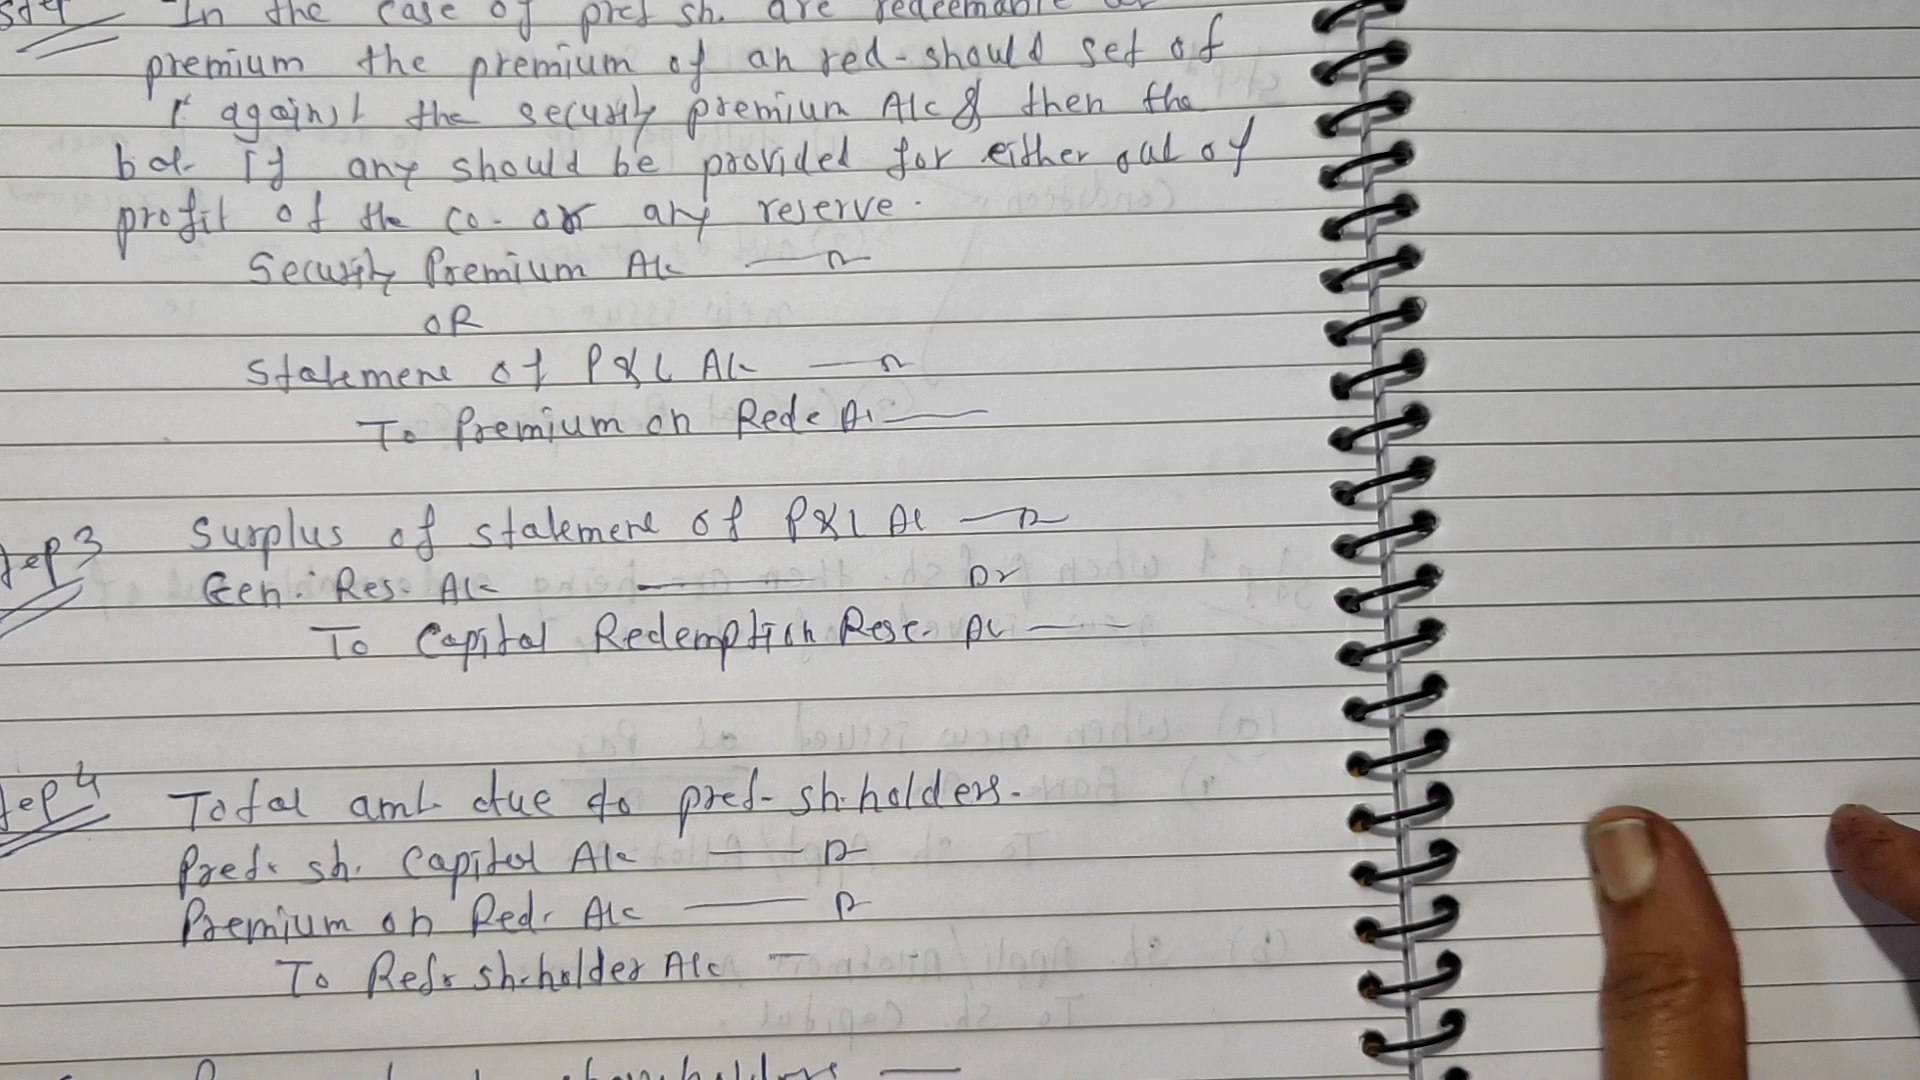 In the case of pref sh. are redeemable at
premium the premium of an red- should set of
against the security premium A/c & then the
bal- If any should be provided for either out of
profit of the co- or any reserve.
Security Premium A/c — Dr
OR
Statement of P&L A/c — Dr
To Premium on Rede A/c —
Step 3 Surplus of statement of P&L A/c — Dr
Gen. Res. A/c — Dr
To Capital Redemption Rese. A/c —
Step 4 Total amt due to pref- sh. holders.
Pref. sh. Capital A/c — Dr
Premium on Red. A/c — Dr
To Pref. sh. holder A/c —